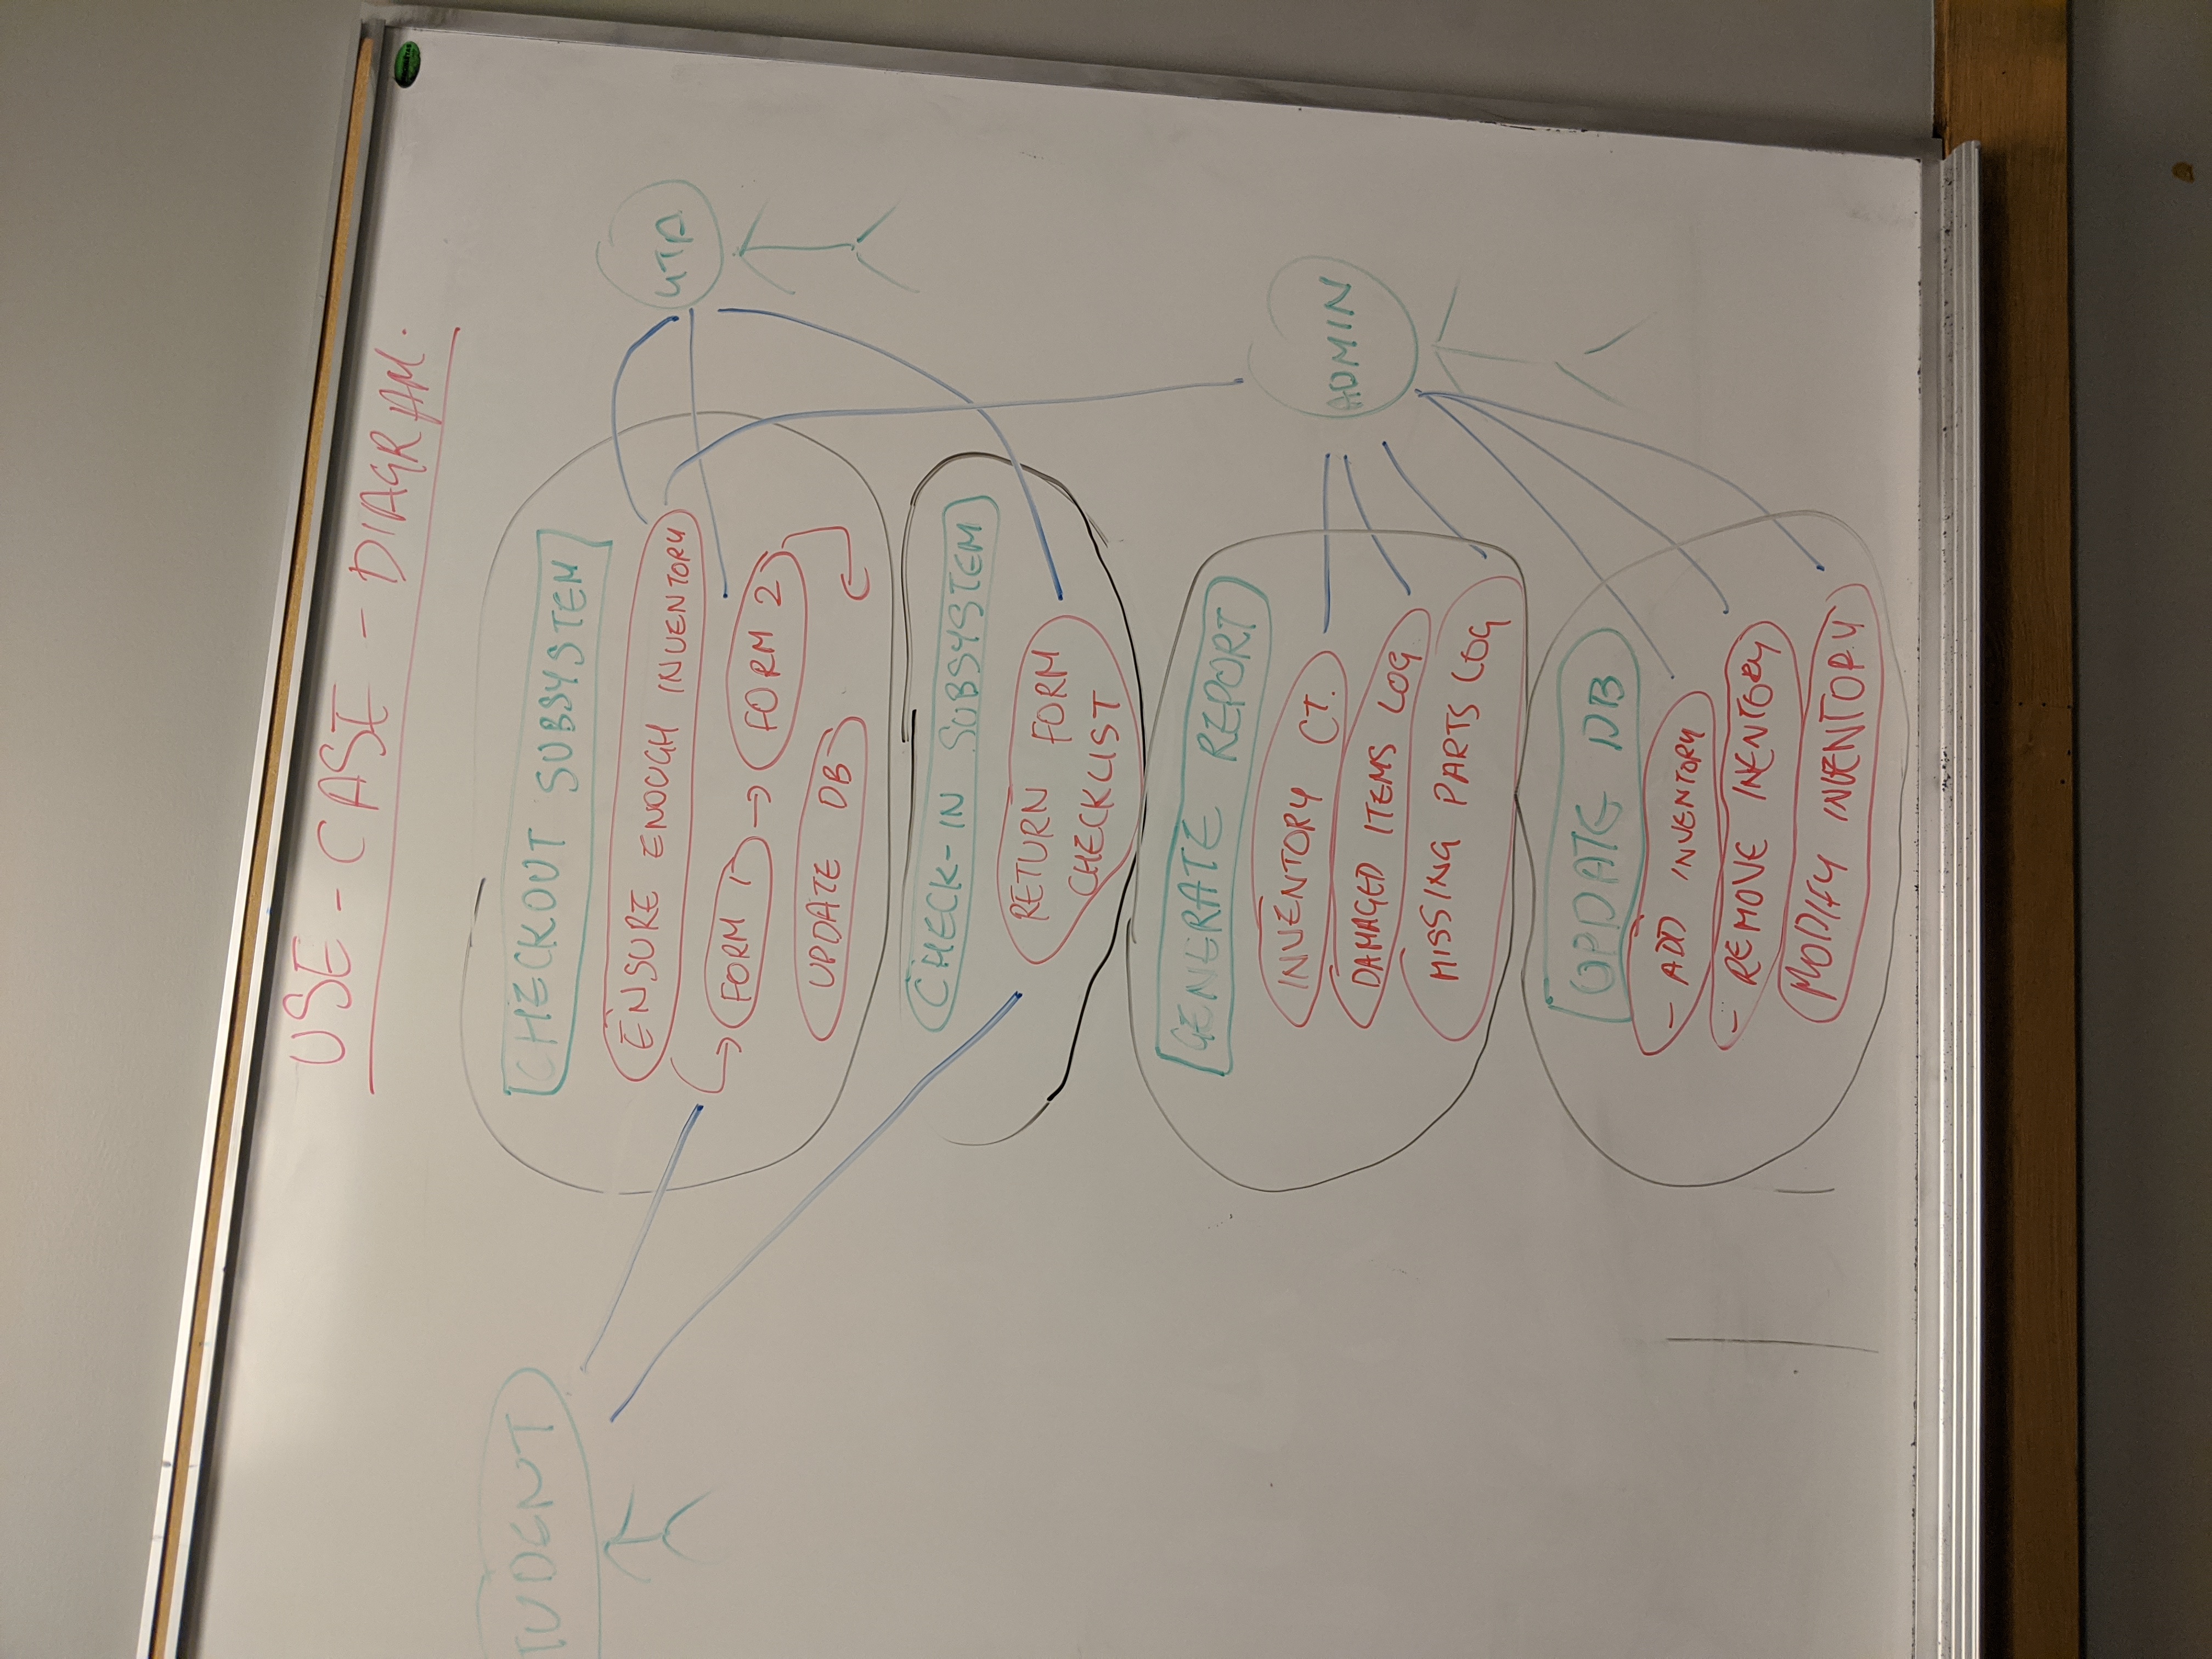 USE - CASE - DIAGRAM.
TUDENT
CHECKOUT SUBSYSTEM
ENSURE ENOUGH INVENTORY
UTA
FORM 1 → FORM 2
UPDATE DB
CHECK-IN SUBSYSTEM
RETURN FORM
CHECKLIST
GENERATE REPORT
INVENTORY CT.
ADMIN
DAMAGED ITEMS LOG
MISSING PARTS LOG
UPDATE DB
- ADD INVENTORY
- REMOVE INENTORY
MODIFY INVENTORY